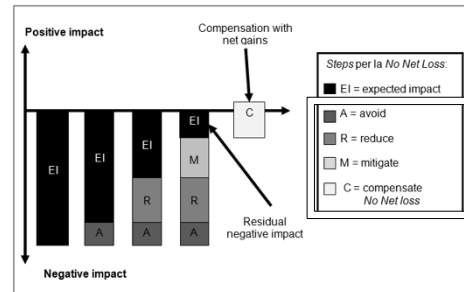 Positive impact
Compensation with
net gains
Steps per la No Net Loss:
EI = expected impact
A = avoid
R = reduce
M = mitigate
C = compensate
No Net loss
EI
EI
EI
EI
C
M
R
R
A
A
A
Residual
negative impact
Negative impact